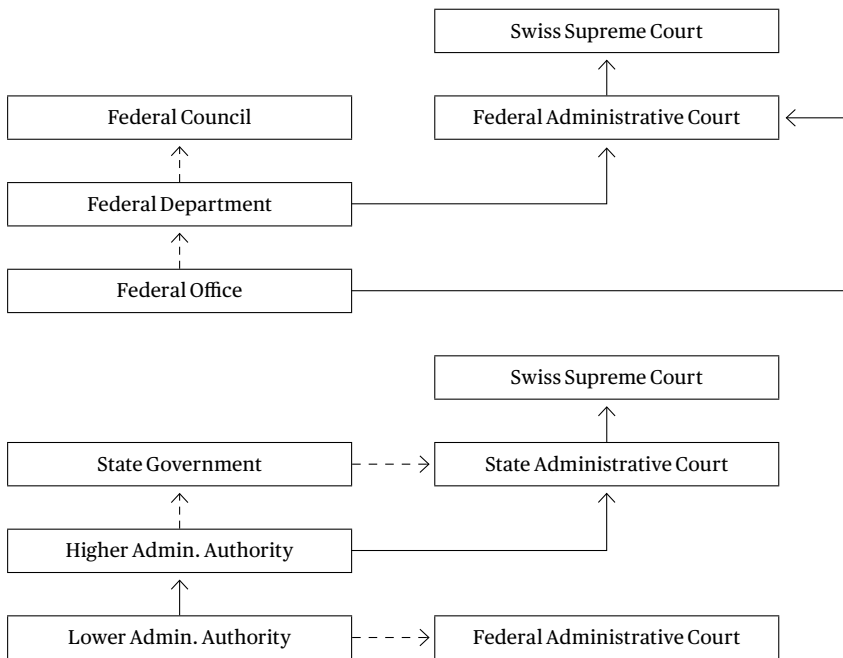 Swiss Supreme Court
Federal Council
Federal Administrative Court
Federal Department
Federal Office
Swiss Supreme Court
State Government
State Administrative Court
Higher Admin. Authority
Lower Admin. Authority
Federal Administrative Court